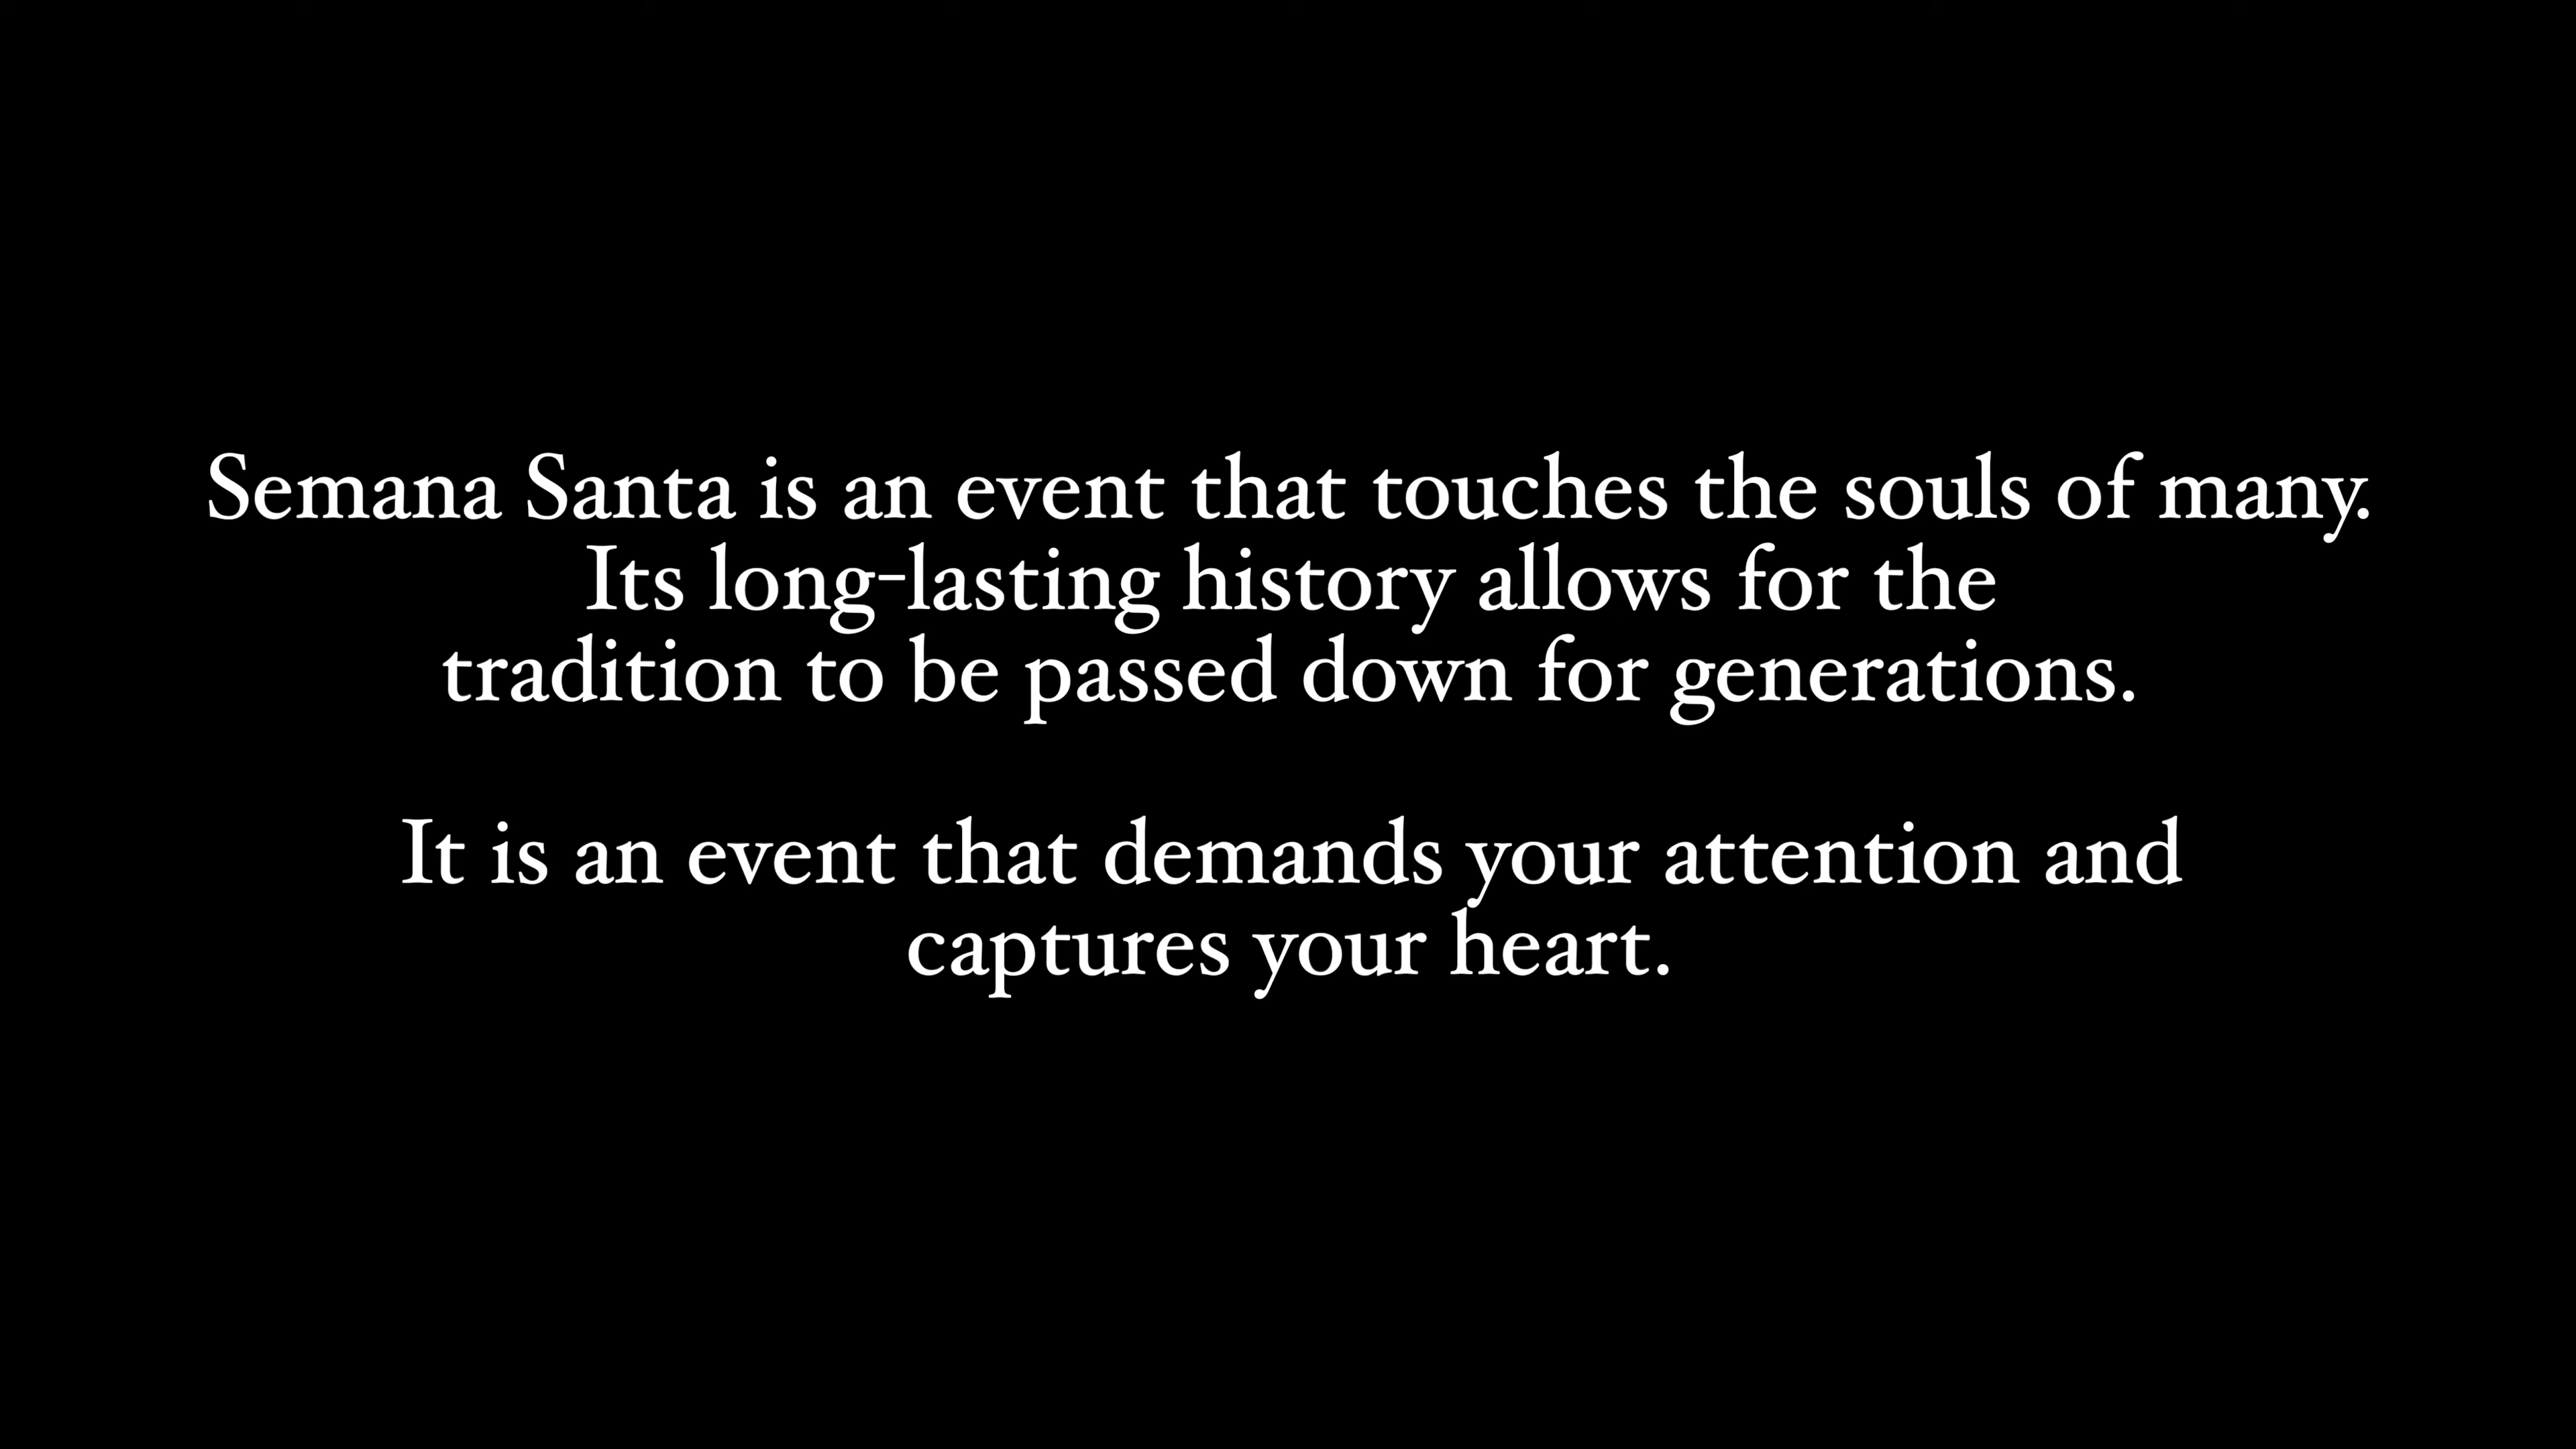 Semana Santa is an event that touches the souls of many.
Its long-lasting history allows for the
tradition to be passed down for generations.
It is an event that demands your attention and
captures your heart.